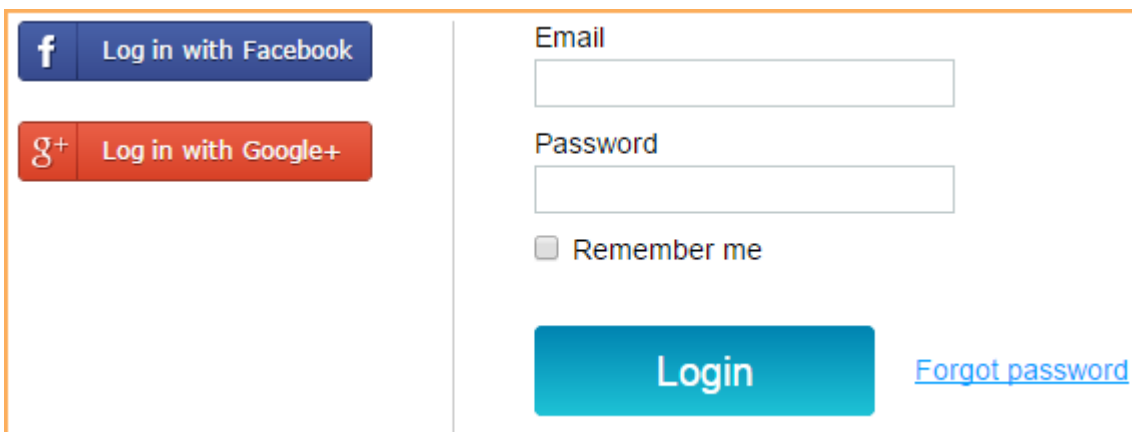 f Log in with Facebook
g+ Log in with Google+
Email
Password
Remember me
Login Forgot password